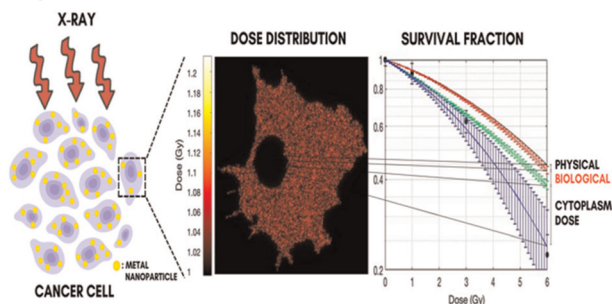 X-RAY
CANCER CELL
: METAL
NANOPARTICLE
DOSE DISTRIBUTION
Dose (Gy)
1.2
1.18
1.16
1.14
1.12
1.1
1.08
1.06
1.04
1.02
1
SURVIVAL FRACTION
1.0
0.8
0.6
0.4
0.2
0 1 2 3 4 5 6
Dose (Gy)
PHYSICAL
BIOLOGICAL
CYTOPLASM
DOSE